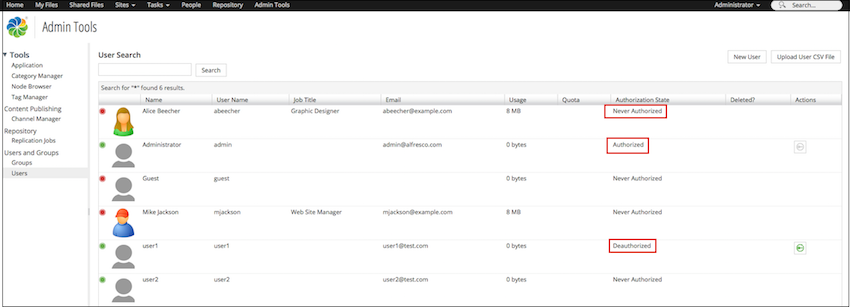 Home My Files Shared Files Sites Tasks People Repository Admin Tools Administrator Search...
Admin Tools
Tools
Application
Category Manager
Node Browser
Tag Manager
Content Publishing
Channel Manager
Repository
Replication Jobs
Users and Groups
Groups
Users
User Search
New User Upload User CSV File
Search
Search for "*" found 6 results.
Name User Name Job Title Email Usage Quota Authorization State Deleted? Actions
Alice Beecher abeecher Graphic Designer abeecher@example.com 8 MB Never Authorized
Administrator admin admin@alfresco.com 0 bytes Authorized
Guest guest 0 bytes Never Authorized
Mike Jackson mjackson Web Site Manager mjackson@example.com 8 MB Never Authorized
user1 user1 user1@test.com 0 bytes Deauthorized
user2 user2 user2@test.com 0 bytes Never Authorized